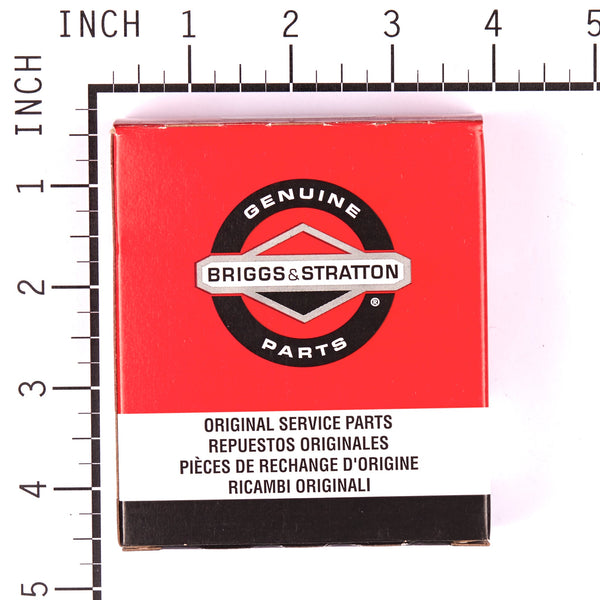 INCH 1 2 3 4 5
INCH
1
2
3
4
5
GENUINE
BRIGGS & STRATTON
®
PARTS
ORIGINAL SERVICE PARTS
REPUESTOS ORIGINALES
PIÈCES DE RECHANGE D'ORIGINE
RICAMBI ORIGINALI